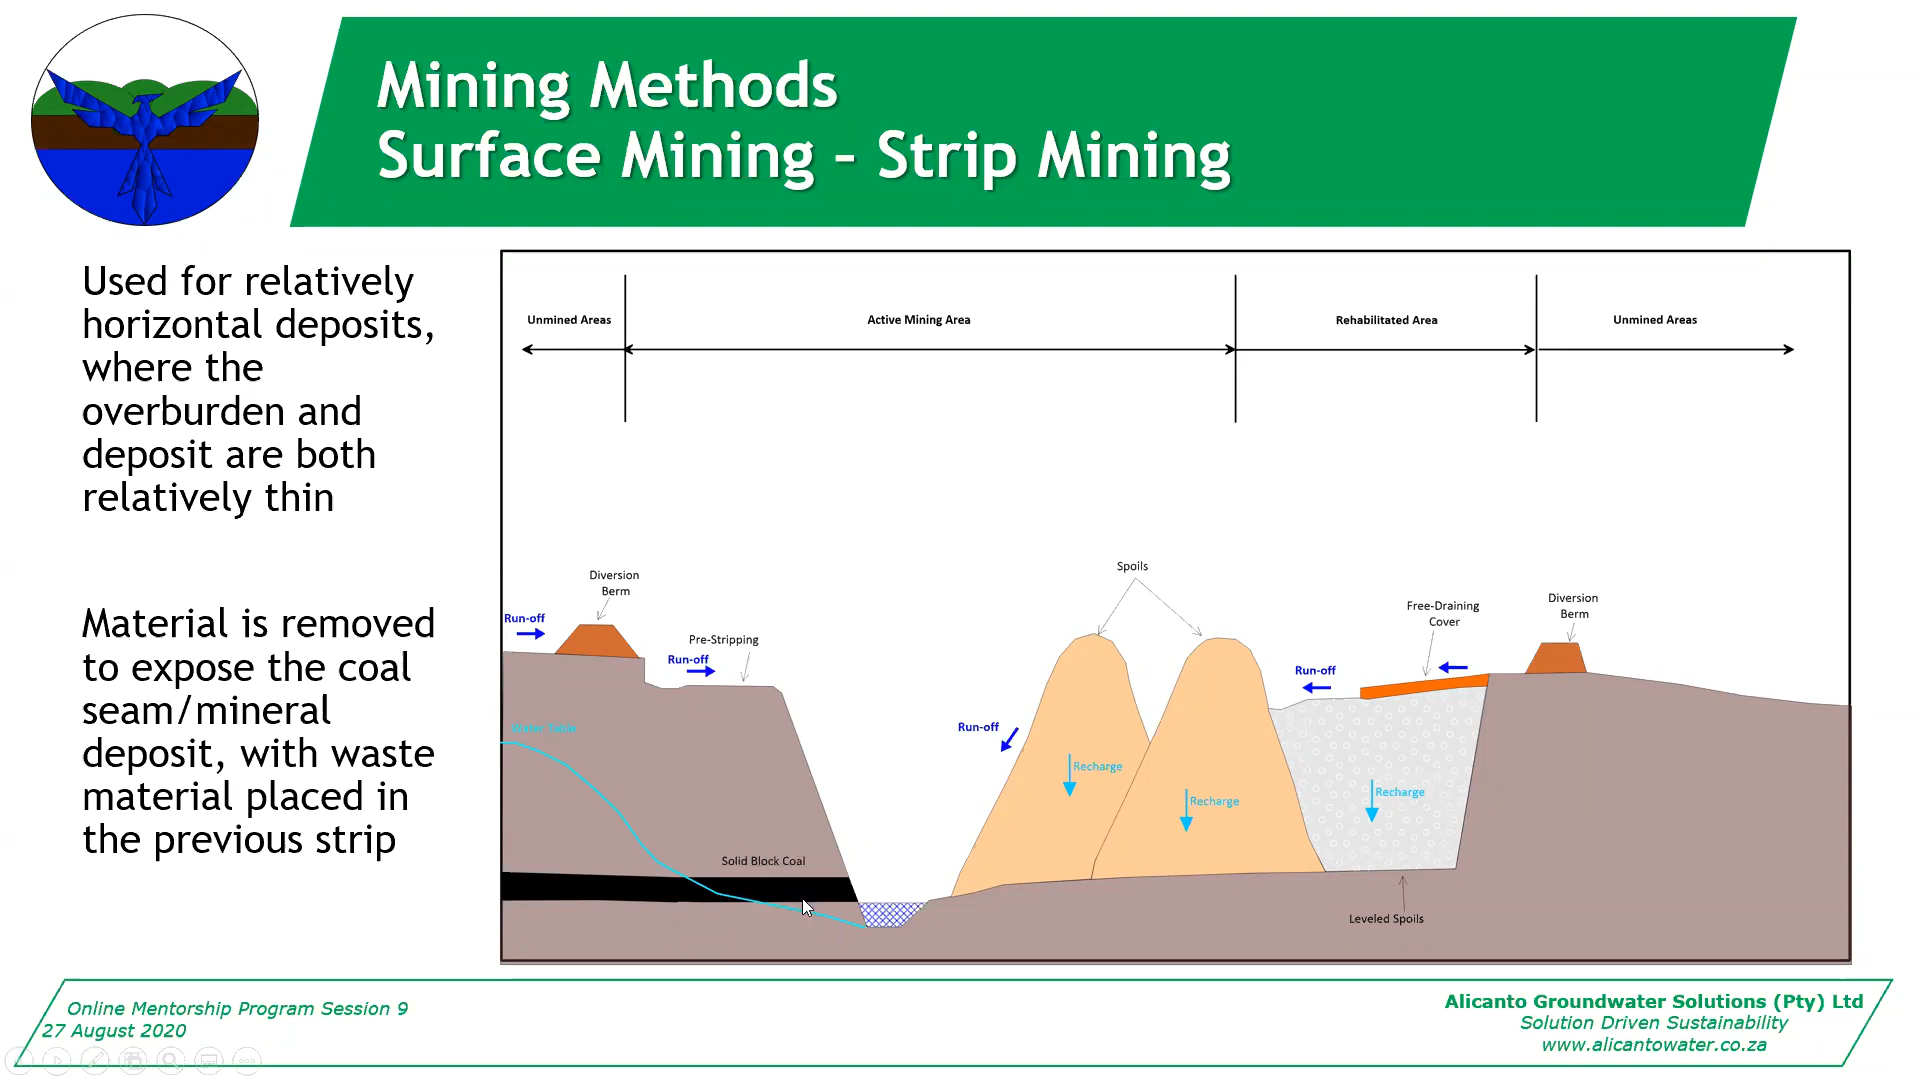 Mining Methods
Surface Mining – Strip Mining
Used for relatively
horizontal deposits,
where the
overburden and
deposit are both
relatively thin
Material is removed
to expose the coal
seam/mineral
deposit, with waste
material placed in
the previous strip
Unmined Areas
Active Mining Area
Rehabilitated Area
Unmined Areas
Spoils
Diversion
Berm
Diversion
Berm
Free-Draining
Cover
Run-off
Pre-Stripping
Run-off
Run-off
Run-off
Water Table
Recharge
Recharge
Recharge
Solid Block Coal
Leveled Spoils
Online Mentorship Program Session 9
27 August 2020
Alicanto Groundwater Solutions (Pty) Ltd
Solution Driven Sustainability
www.alicantowater.co.za